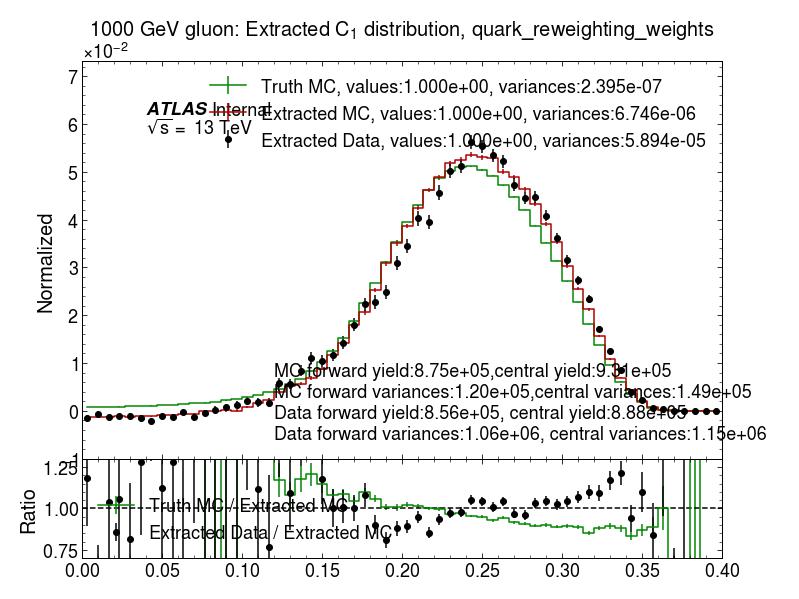 1000 GeV gluon: Extracted C₁ distribution, quark_reweighting_weights
×10⁻²
Truth MC, values:1.000e+00, variances:2.395e-07
ATLAS Internal
Extracted MC, values:1.000e+00, variances:6.746e-06
√s = 13 TeV
Extracted Data, values:1.000e+00, variances:5.894e-05
7
6
5
4
3
2
1
0
Normalized
MC forward yield:8.75e+05,central yield:9.31e+05
MC forward variances:1.20e+05,central variances:1.49e+05
Data forward yield:8.56e+05, central yield:8.88e+05
Data forward variances:1.06e+06, central variances:1.15e+06
1.25
1.00
0.75
Ratio
Truth MC / Extracted MC
Extracted Data / Extracted MC
0.00 0.05 0.10 0.15 0.20 0.25 0.30 0.35 0.40